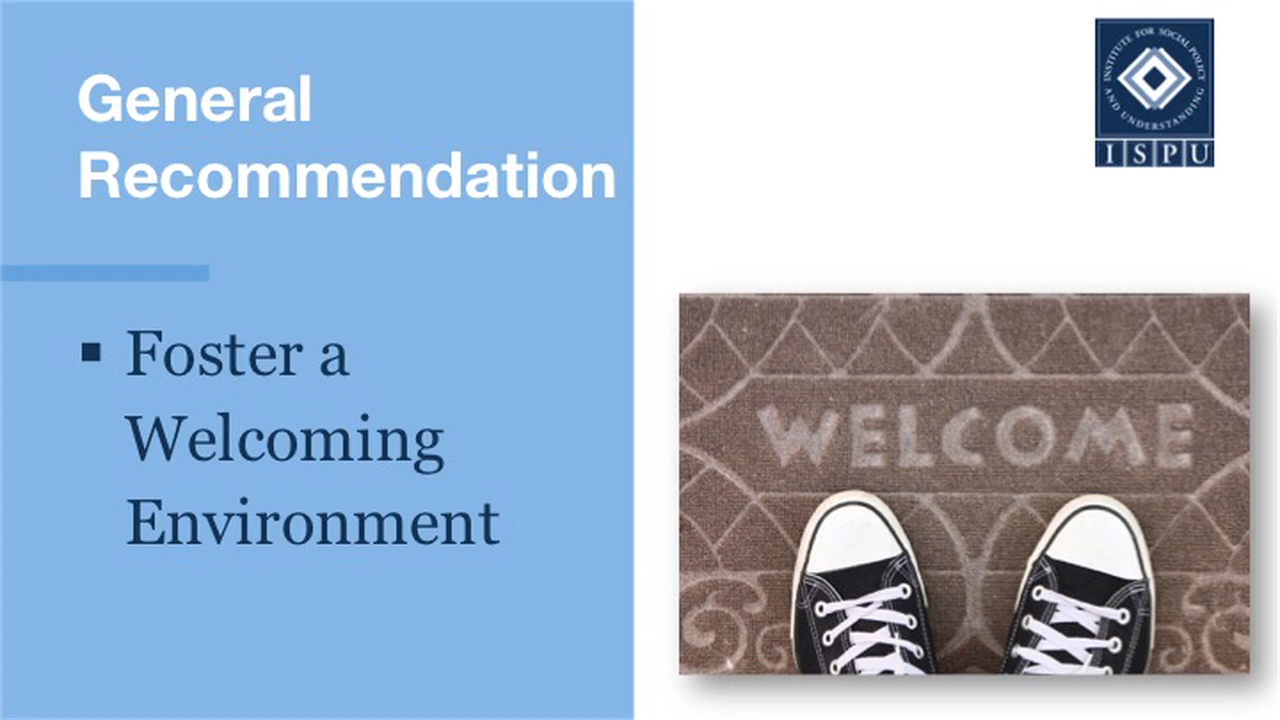 General
Recommendation
▪ Foster a
Welcoming
Environment
INSTITUTE FOR SOCIAL POLICY
AND UNDERSTANDING
ISPU
WELCOME